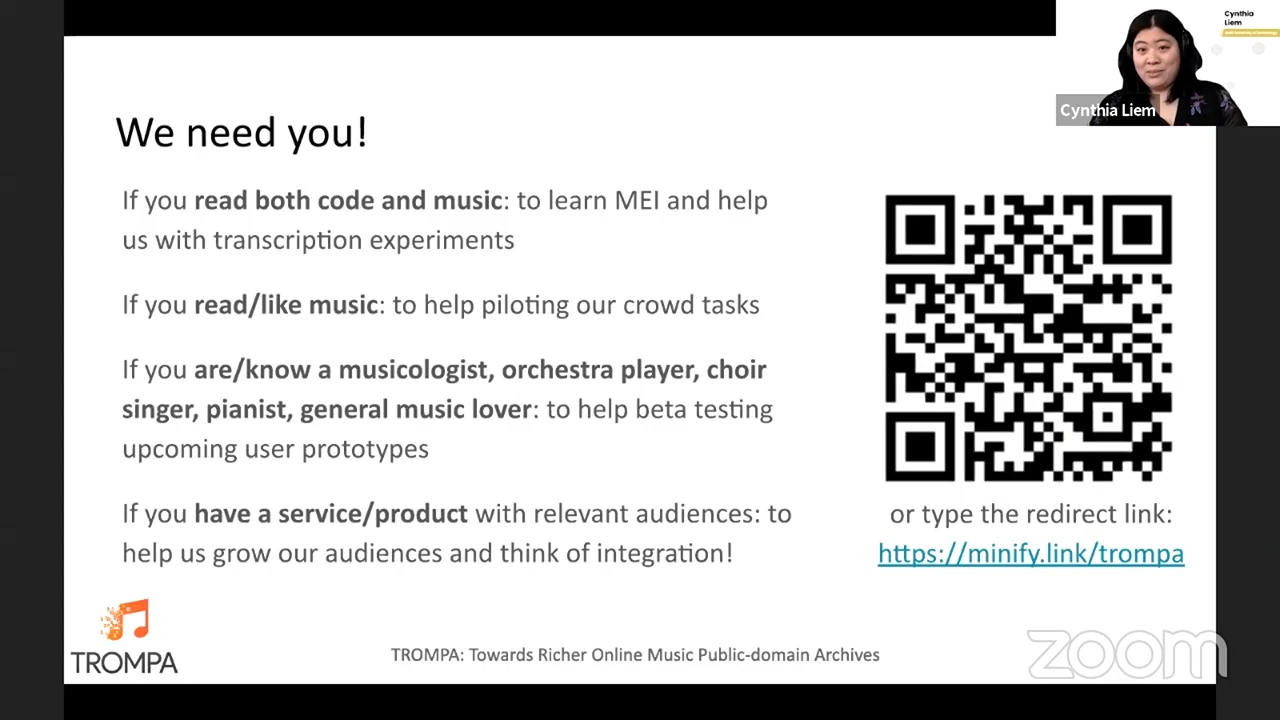 Cynthia
Liem
Cynthia Liem
We need you!
If you read both code and music: to learn MEI and help
us with transcription experiments
If you read/like music: to help piloting our crowd tasks
If you are/know a musicologist, orchestra player, choir
singer, pianist, general music lover: to help beta testing
upcoming user prototypes
If you have a service/product with relevant audiences: to
help us grow our audiences and think of integration!
or type the redirect link:
https://minify.link/trompa
TROMPA
TROMPA: Towards Richer Online Music Public-domain Archives
zoom